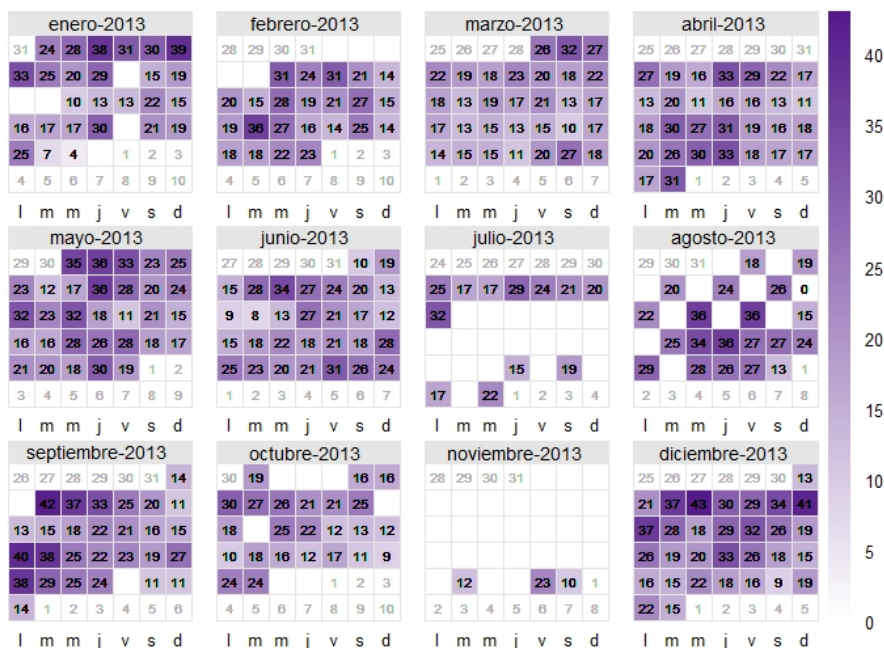 enero-2013
31 24 28 38 31 30 39
33 25 20 29 15 19
10 13 13 22 15
16 17 17 30 21 19
25 7 4 1 2 3
4 5 6 7 8 9 10
l m m j v s d
febrero-2013
28 29 30 31
31 24 31 21 14
20 15 28 19 21 27 15
19 36 27 16 14 25 14
18 18 22 23 1 2 3
4 5 6 7 8 9 10
l m m j v s d
marzo-2013
25 26 27 28 26 32 27
22 19 18 23 20 18 22
18 13 19 17 21 13 17
17 13 15 13 15 10 17
14 15 15 11 20 27 18
1 2 3 4 5 6 7
l m m j v s d
abril-2013
25 26 27 28 29 30 31
27 19 16 33 29 22 17
13 20 11 16 16 13 11
18 30 27 31 19 16 18
20 26 30 33 18 17 17
17 31 1 2 3 4 5
l m m j v s d
mayo-2013
29 30 35 36 33 23 25
23 12 17 36 28 20 24
32 23 32 18 11 21 15
16 16 28 26 28 18 17
21 20 18 30 19 1 2
3 4 5 6 7 8 9
l m m j v s d
junio-2013
27 28 29 30 31 10 19
15 28 34 27 24 20 13
9 8 13 27 21 17 12
17 18 20 21 18 18 28
25 23 22 18 31 26 24
1 2 3 4 5 6 7
l m m j v s d
julio-2013
24 25 26 27 28 29 30
25 17 17 29 24 21 20
32
15 19
17 22 1 2 3 4
l m m j v s d
agosto-2013
29 30 31 18 19
20 24 26 0
22 36 36 15
25 34 36 27 27 24
29 28 26 27 13 1
2 3 4 5 6 7 8
l m m j v s d
septiembre-2013
26 27 28 29 30 31 14
42 37 33 25 20 11
13 15 18 22 21 16 15
40 38 25 22 23 19 27
38 29 25 24 11 11
14 1 2 3 4 5 6
l m m j v s d
octubre-2013
30 19 16 16
30 27 26 21 21 25
18 25 22 12 13 12
10 18 16 12 17 11 9
24 24 1 2 3
4 5 6 7 8 9 10
l m m j v s d
noviembre-2013
28 29 30 31
12 23 10 1
2 3 4 5 6 7 8
l m m j v s d
diciembre-2013
25 26 27 28 29 30 13
21 37 43 30 29 34 41
37 28 18 29 32 26 19
26 19 20 33 26 18 15
16 15 22 18 16 9 19
22 15 1 2 3 4 5
l m m j v s d
40
35
30
25
20
15
10
5
0